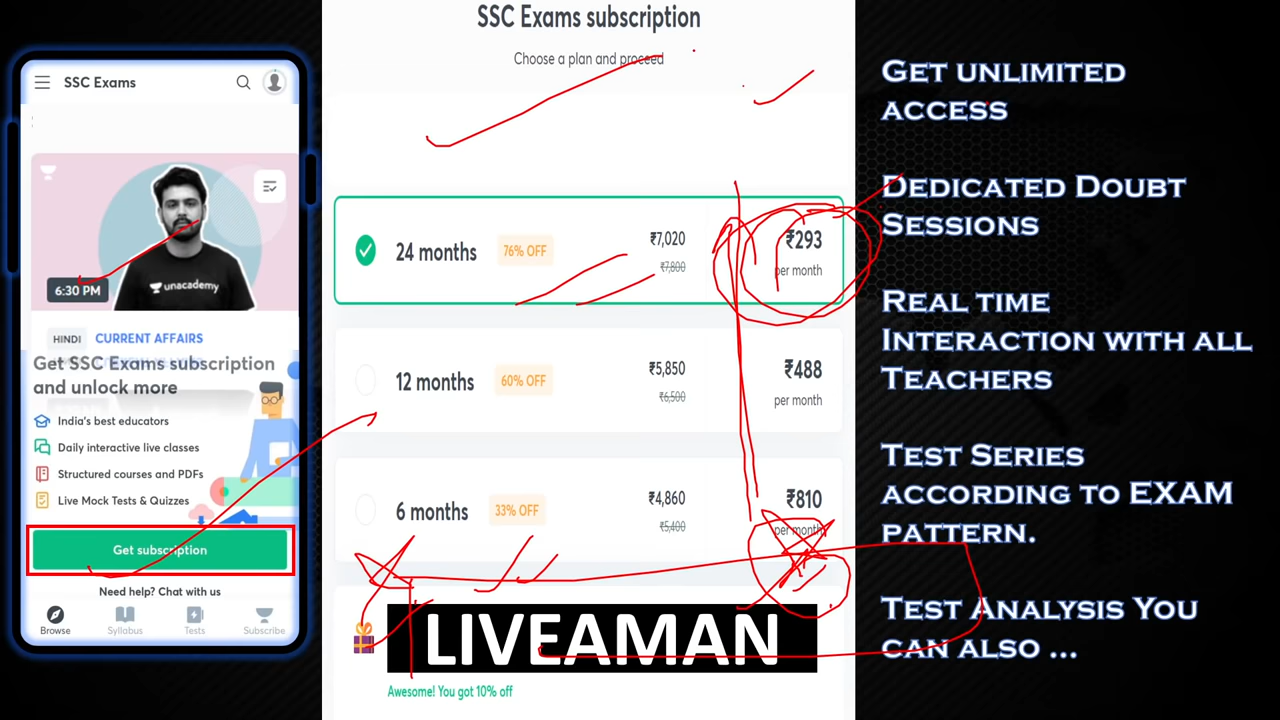 SSC Exams
6:30 PM
unacademy
HINDI
CURRENT AFFAIRS
Get SSC Exams subscription
and unlock more
India's best educators
Daily interactive live classes
Structured courses and PDFs
Live Mock Tests & Quizzes
Get subscription
Need help? Chat with us
Browse
Syllabus
Tests
Subscribe
SSC Exams subscription
Choose a plan and proceed
24 months
76% OFF
₹7,020
₹7,800
₹293
per month
12 months
60% OFF
₹5,850
₹6,500
₹488
per month
6 months
33% OFF
₹4,860
₹5,400
₹810
per month
LIVEAMAN
Awesome! You got 10% off
GET UNLIMITED
ACCESS
DEDICATED DOUBT
SESSIONS
REAL TIME
INTERACTION WITH ALL
TEACHERS
TEST SERIES
ACCORDING TO EXAM
PATTERN.
TEST ANALYSIS YOU
CAN ALSO ...